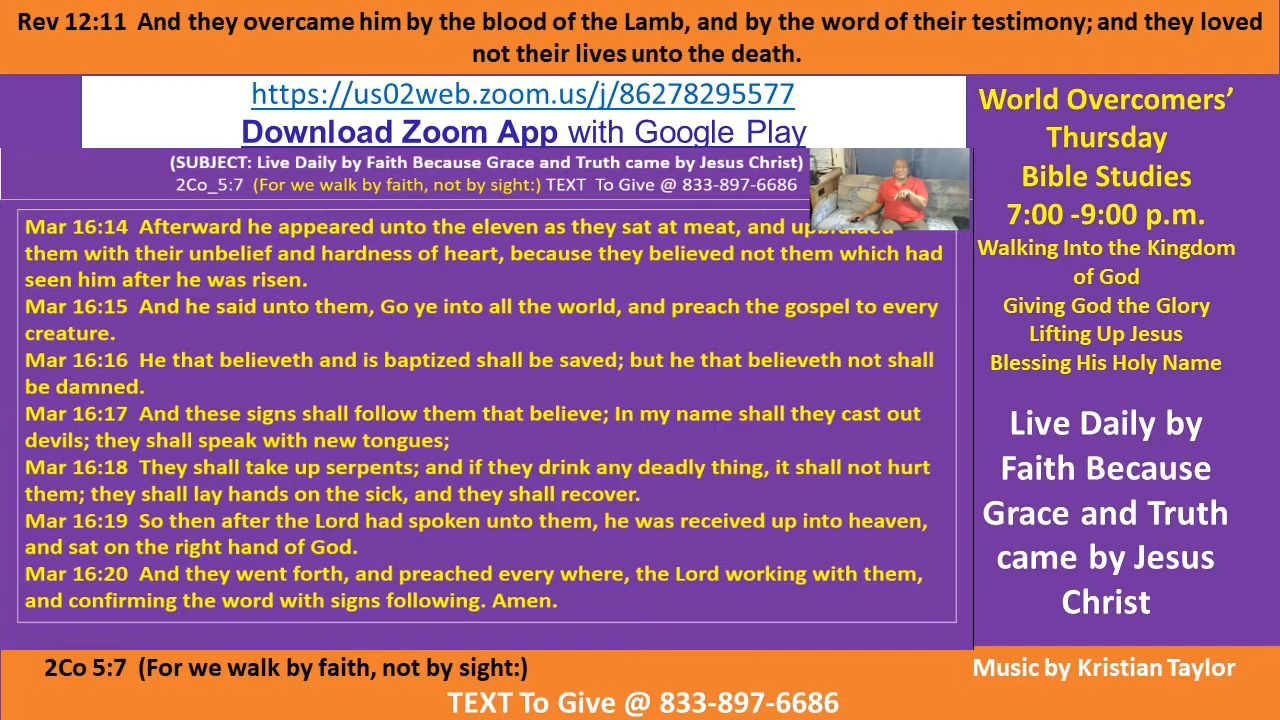 Rev 12:11 And they overcame him by the blood of the Lamb, and by the word of their testimony; and they loved
not their lives unto the death.
https://us02web.zoom.us/j/86278295577
Download Zoom App with Google Play
(SUBJECT: Live Daily by Faith Because Grace and Truth came by Jesus Christ)
2Co_5:7 (For we walk by faith, not by sight:) TEXT To Give @ 833-897-6686
Mar 16:14 Afterward he appeared unto the eleven as they sat at meat, and upbraided
them with their unbelief and hardness of heart, because they believed not them which had
seen him after he was risen.
Mar 16:15 And he said unto them, Go ye into all the world, and preach the gospel to every
creature.
Mar 16:16 He that believeth and is baptized shall be saved; but he that believeth not shall
be damned.
Mar 16:17 And these signs shall follow them that believe; In my name shall they cast out
devils; they shall speak with new tongues;
Mar 16:18 They shall take up serpents; and if they drink any deadly thing, it shall not hurt
them; they shall lay hands on the sick, and they shall recover.
Mar 16:19 So then after the Lord had spoken unto them, he was received up into heaven,
and sat on the right hand of God.
Mar 16:20 And they went forth, and preached every where, the Lord working with them,
and confirming the word with signs following. Amen.
World Overcomers’
Thursday
Bible Studies
7:00 -9:00 p.m.
Walking Into the Kingdom
of God
Giving God the Glory
Lifting Up Jesus
Blessing His Holy Name
Live Daily by
Faith Because
Grace and Truth
came by Jesus
Christ
2Co 5:7 (For we walk by faith, not by sight:)
Music by Kristian Taylor
TEXT To Give @ 833-897-6686